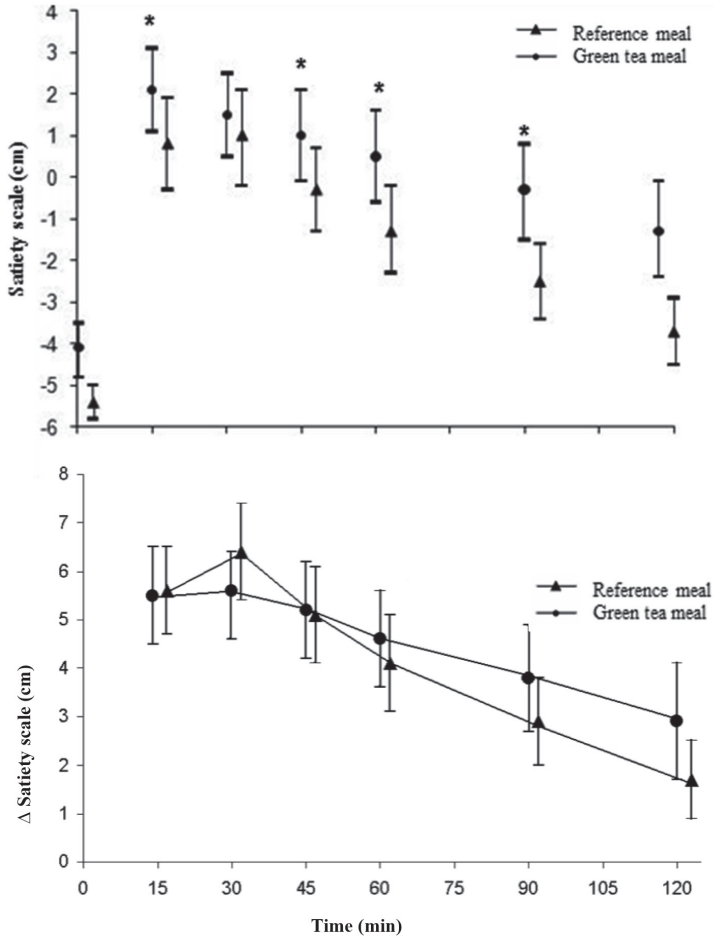 4
3
2
1
0
-1
-2
-3
-4
-5
-6
Satiety scale (cm)
* * * *
Reference meal
Green tea meal
8
7
6
5
4
3
2
1
0
Δ Satiety scale (cm)
Reference meal
Green tea meal
0 15 30 45 60 75 90 105 120
Time (min)